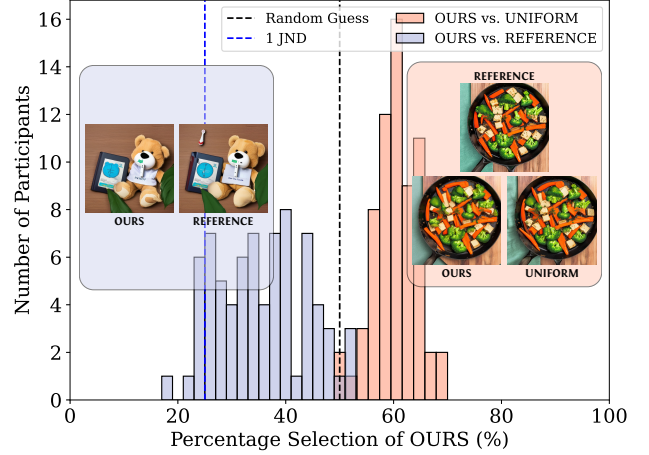 Random Guess
1 JND
OURS vs. UNIFORM
OURS vs. REFERENCE
16
14
12
10
8
6
4
2
0
Number of Participants
OURS
REFERENCE
REFERENCE
OURS
UNIFORM
0
20
40
60
80
100
Percentage Selection of OURS (%)